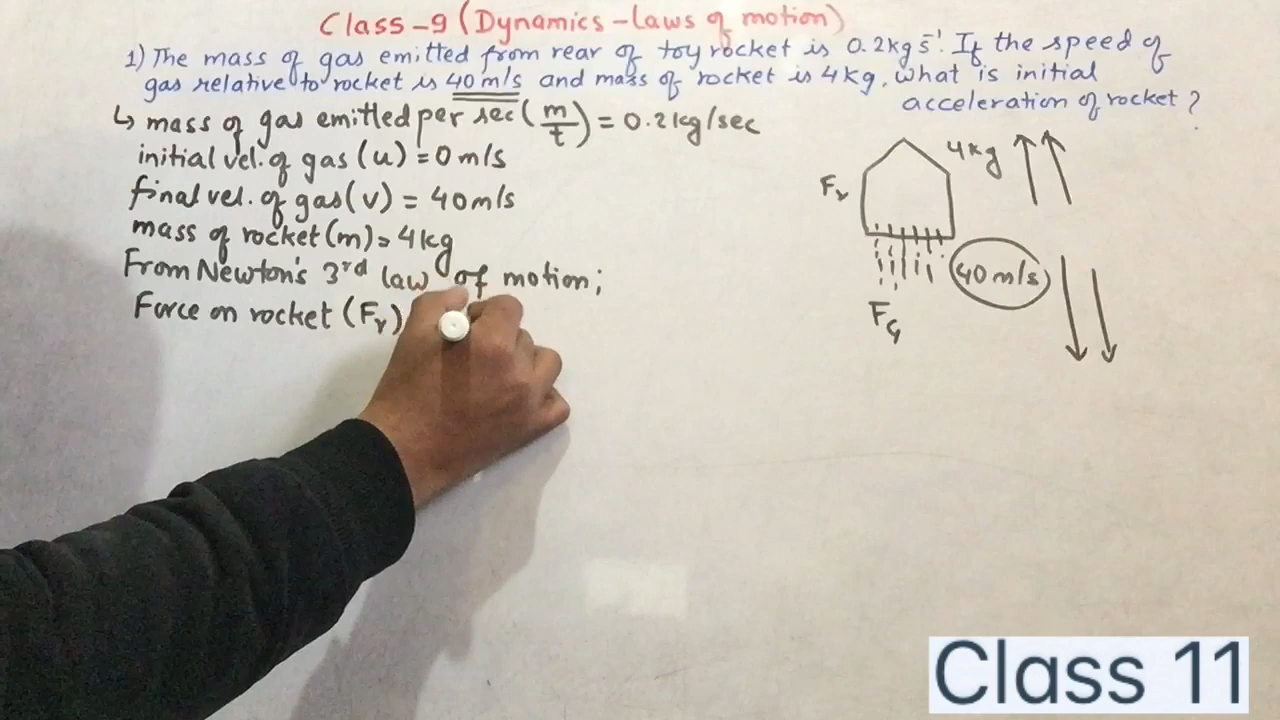 Class-9 (Dynamics-Laws of motion)
1) The mass of gas emitted from rear of toy rocket is 0.2kg s⁻¹. If the speed of
gas relative to rocket is 40 m/s and mass of rocket is 4kg, what is initial
acceleration of rocket?
↳ mass of gas emitted per sec (m/t) = 0.2kg/sec
initial vel. of gas (u) = 0 m/s
final vel. of gas (v) = 40 m/s
mass of rocket (m) = 4kg
From Newton's 3rd law of motion;
Force on rocket (Fr)
4kg
Fr
40 m/s
FG
Class 11